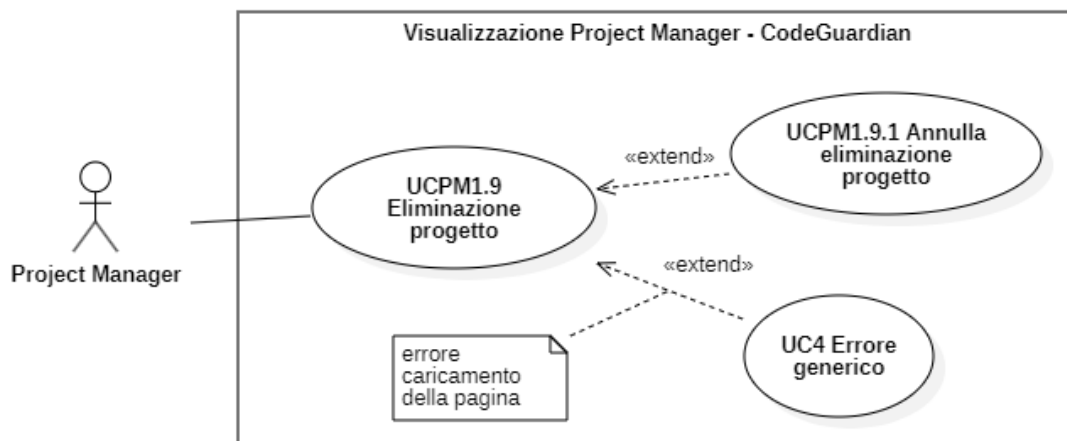 Visualizzazione Project Manager - CodeGuardian
UCPM1.9.1 Annulla
eliminazione
progetto
«extend»
UCPM1.9
Eliminazione
progetto
Project Manager
«extend»
UC4 Errore
generico
errore
caricamento
della pagina